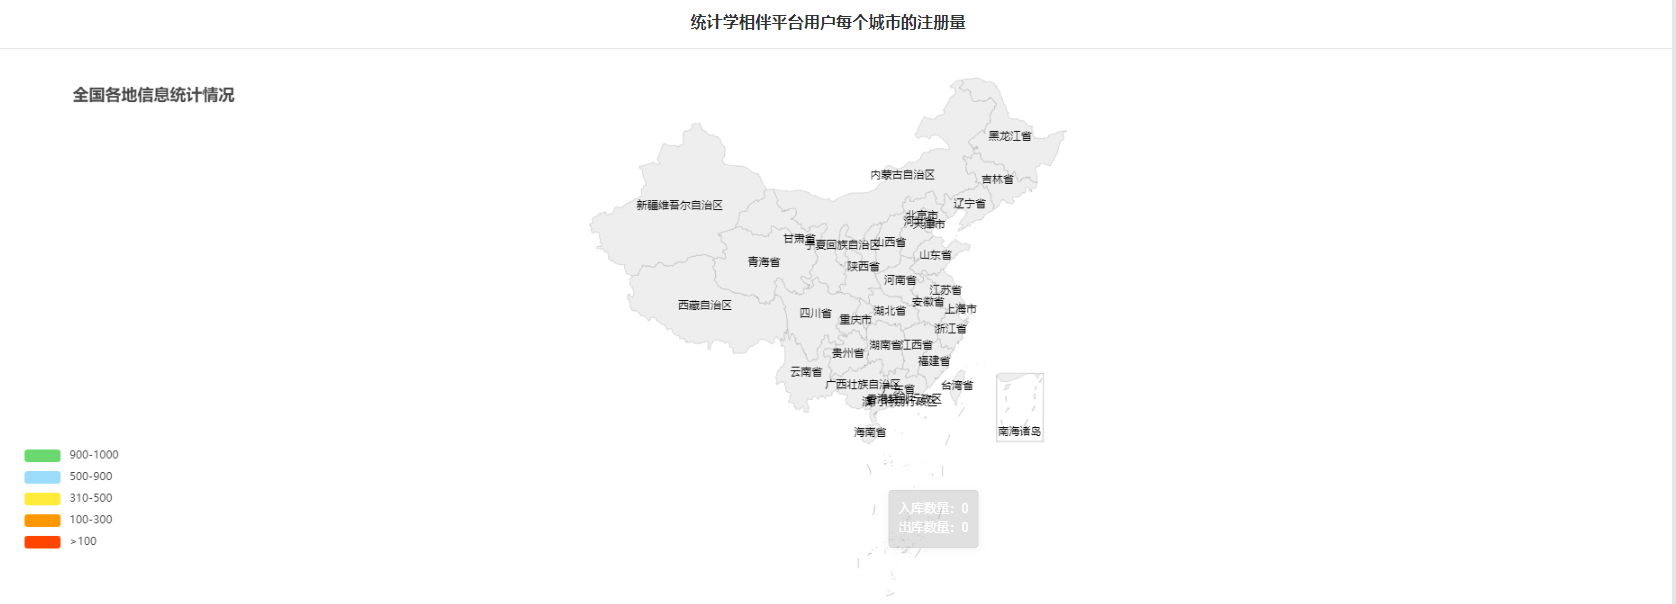 统计学相伴平台用户每个城市的注册量
全国各地信息统计情况
黑龙江省
内蒙古自治区
吉林省
新疆维吾尔自治区
辽宁省
北京市
天津市
甘肃省
宁夏回族自治区
山西省
山东省
青海省
陕西省
河南省
江苏省
西藏自治区
安徽省
上海市
四川省
湖北省
重庆市
浙江省
湖南省
江西省
贵州省
福建省
云南省
广西壮族自治区
广东省
台湾省
海南省
南海诸岛
900-1000
500-900
310-500
100-300
>100
入库数量：0
出库数量：0